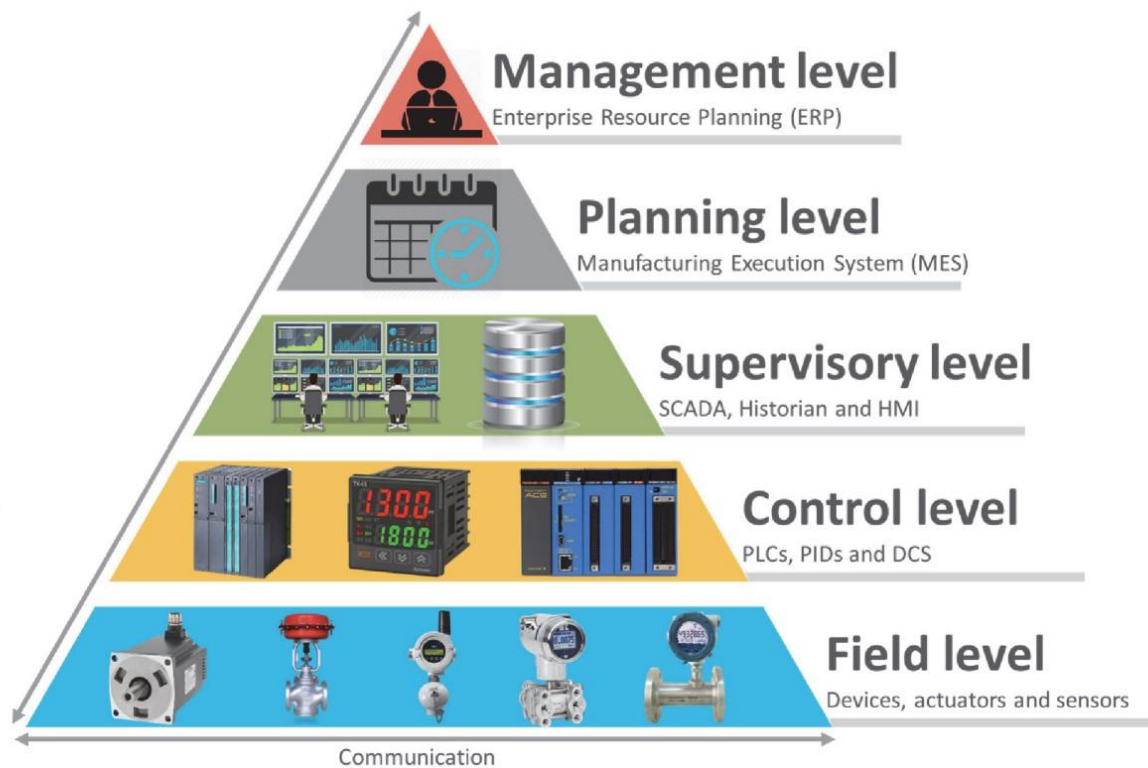 Management level
Enterprise Resource Planning (ERP)
Planning level
Manufacturing Execution System (MES)
Supervisory level
SCADA, Historian and HMI
1300
1800
Control level
PLCs, PIDs and DCS
Field level
Devices, actuators and sensors
Communication